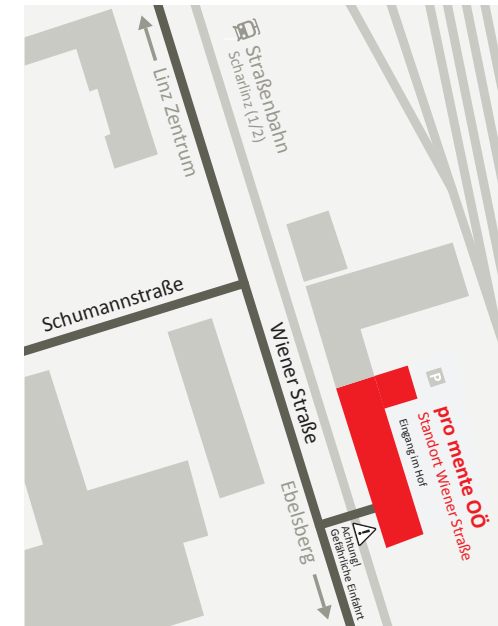 Linz Zentrum
Straßenbahn
Scharlinz (1/2)
Schumannstraße
Wiener Straße
P
pro mente OÖ
Standort Wiener Straße
Eingang im Hof
Ebelsberg
!
Achtung!
Gefährliche Einfahrt